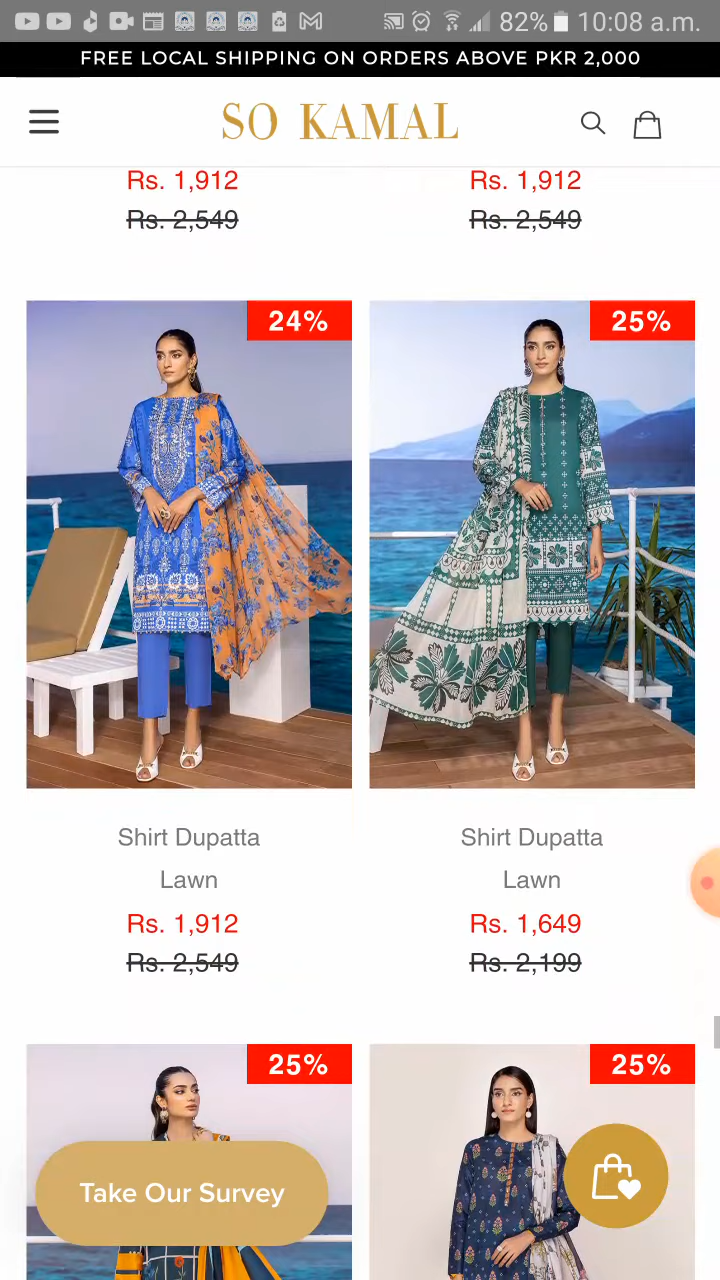 82% 10:08 a.m.
FREE LOCAL SHIPPING ON ORDERS ABOVE PKR 2,000
SO KAMAL
Rs. 1,912 Rs. 1,912
Rs. 2,549 Rs. 2,549
24% 25%
Shirt Dupatta Shirt Dupatta
Lawn Lawn
Rs. 1,912 Rs. 1,649
Rs. 2,549 Rs. 2,199
25% 25%
Take Our Survey